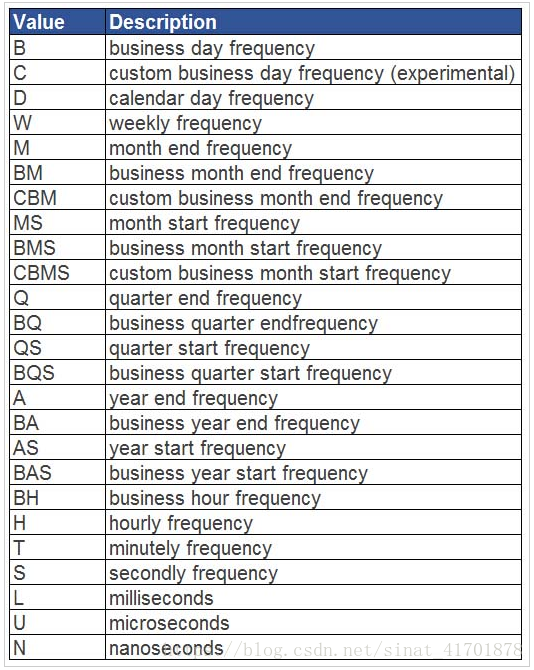 Value Description
B business day frequency
C custom business day frequency (experimental)
D calendar day frequency
W weekly frequency
M month end frequency
BM business month end frequency
CBM custom business month end frequency
MS month start frequency
BMS business month start frequency
CBMS custom business month start frequency
Q quarter end frequency
BQ business quarter endfrequency
QS quarter start frequency
BQS business quarter start frequency
A year end frequency
BA business year end frequency
AS year start frequency
BAS business year start frequency
BH business hour frequency
H hourly frequency
T minutely frequency
S secondly frequency
L milliseconds
U microseconds
N nanoseconds
https://blog.csdn.net/sinat_41701878